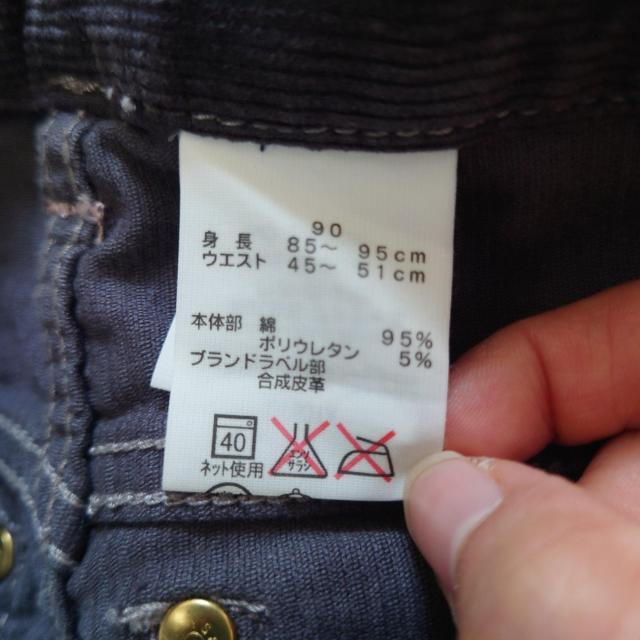 90
身長 85〜 95cm
ウエスト 45〜 51cm
本体部 綿 95%
ポリウレタン 5%
ブランドラベル部
合成皮革
40 エンソ サラシ
ネット使用